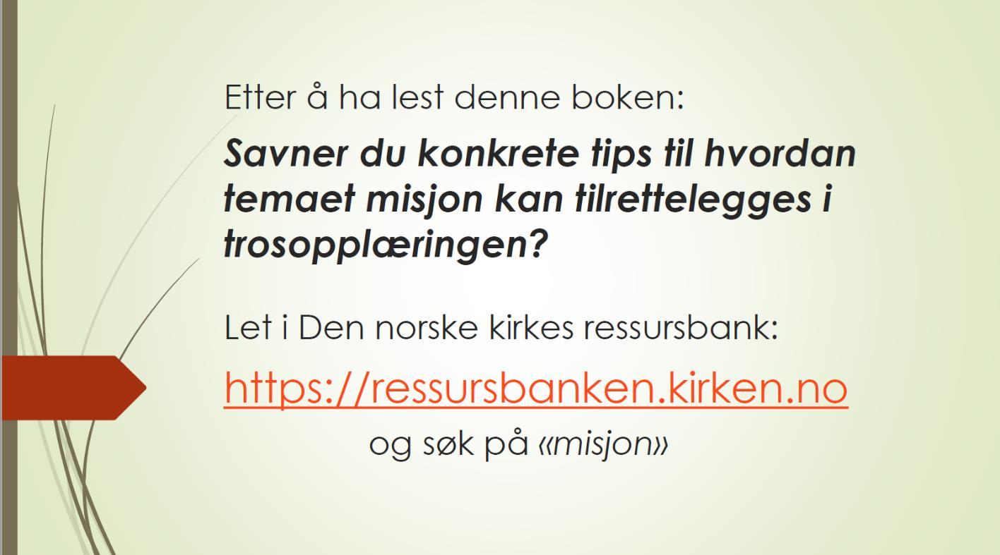 Etter å ha lest denne boken:
Savner du konkrete tips til hvordan
temaet misjon kan tilrettelegges i
trosopplæringen?
Let i Den norske kirkes ressursbank:
https://ressursbanken.kirken.no
og søk på «misjon»